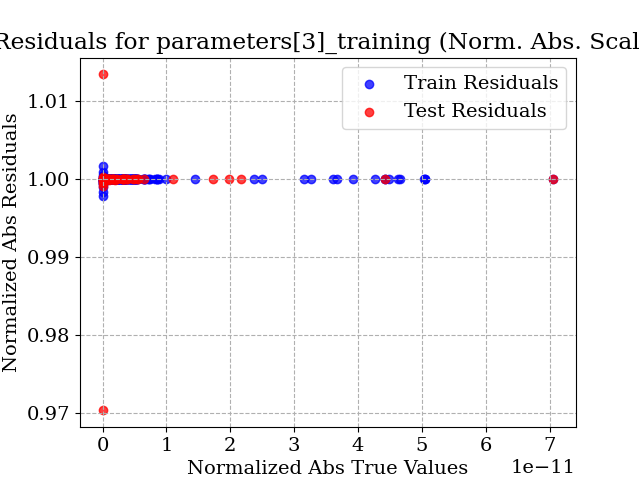 Residuals for parameters[3]_training (Norm. Abs. Scal
Train Residuals
Test Residuals
Normalized Abs Residuals
1.01
1.00
0.99
0.98
0.97
0 1 2 3 4 5 6 7
1e−11
Normalized Abs True Values